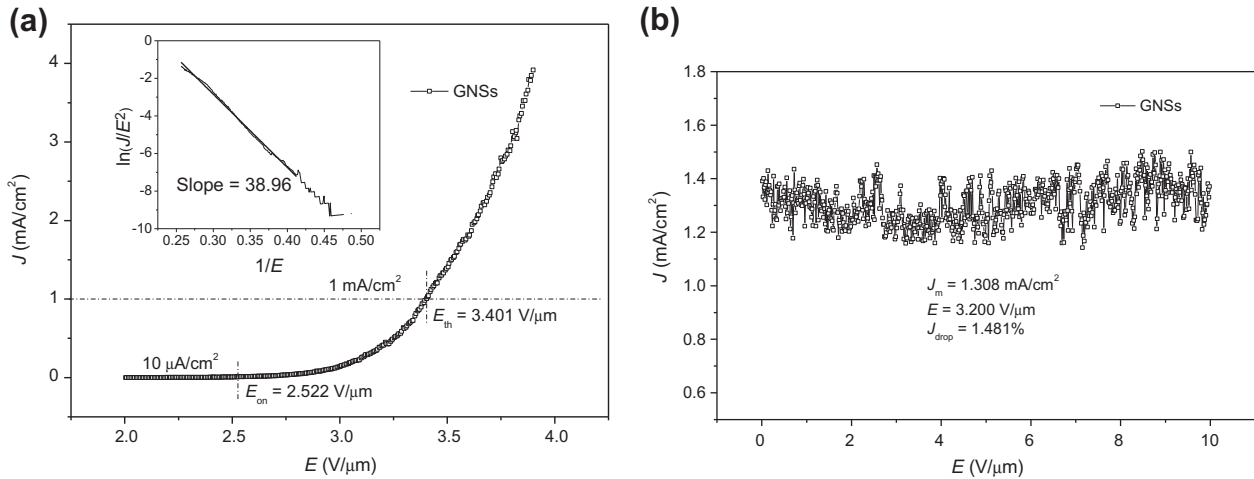 (a)
GNSs
J (mA/cm²)
4
3
2
1
0
2.0 2.5 3.0 3.5 4.0
E (V/μm)
1 mA/cm²
E_th = 3.401 V/μm
10 μA/cm²
E_on = 2.522 V/μm
ln(J/E²)
0
-2
-4
-6
-8
-10
Slope = 38.96
0.25 0.30 0.35 0.40 0.45 0.50
1/E
(b)
GNSs
J (mA/cm²)
1.8
1.6
1.4
1.2
1.0
0.8
0.6
J_m = 1.308 mA/cm²
E = 3.200 V/μm
J_drop = 1.481%
0 2 4 6 8 10
E (V/μm)